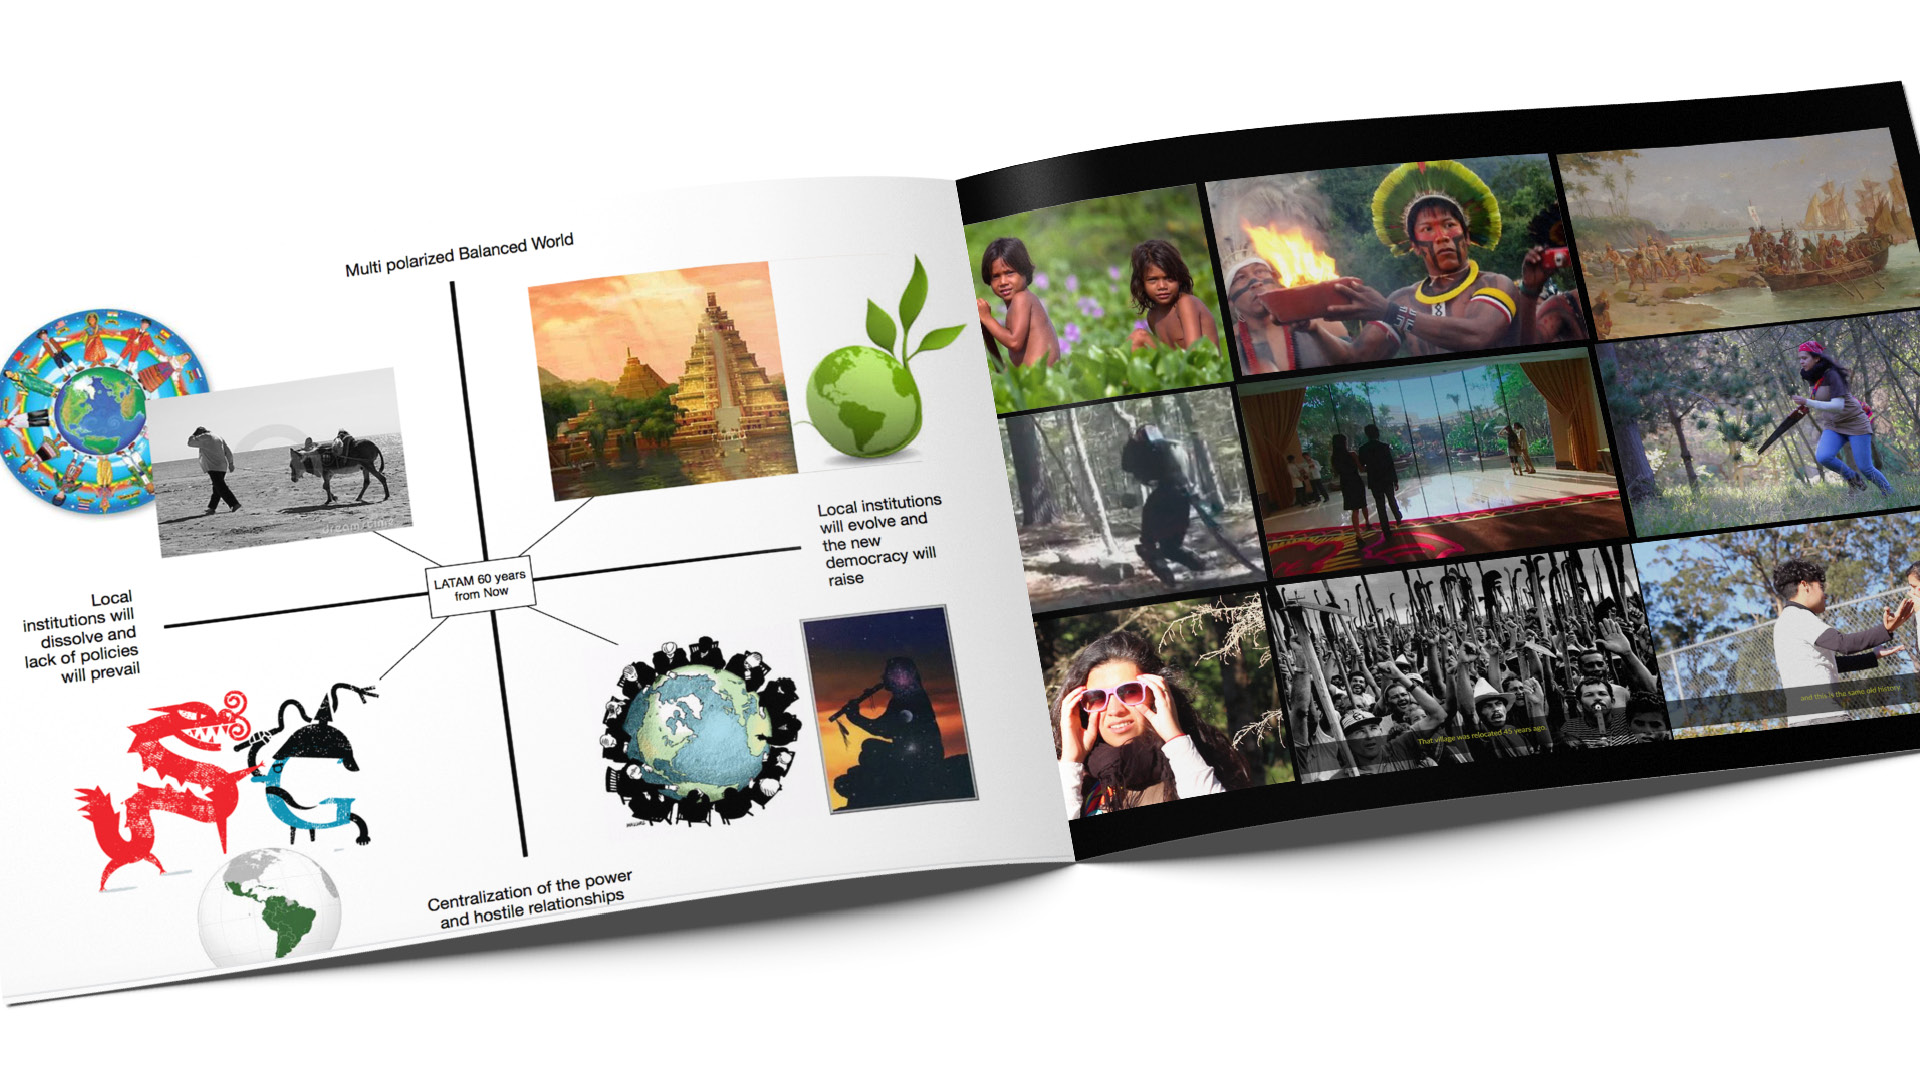 Multi polarized Balanced World
dreamstime
Local institutions
will evolve and
the new
democracy will
raise
LATAM 60 years
from Now
Local
institutions will
dissolve and
lack of policies
will prevail
Centralization of the power
and hostile relationships
and this is the same old history.
That village was relocated 45 years ago.